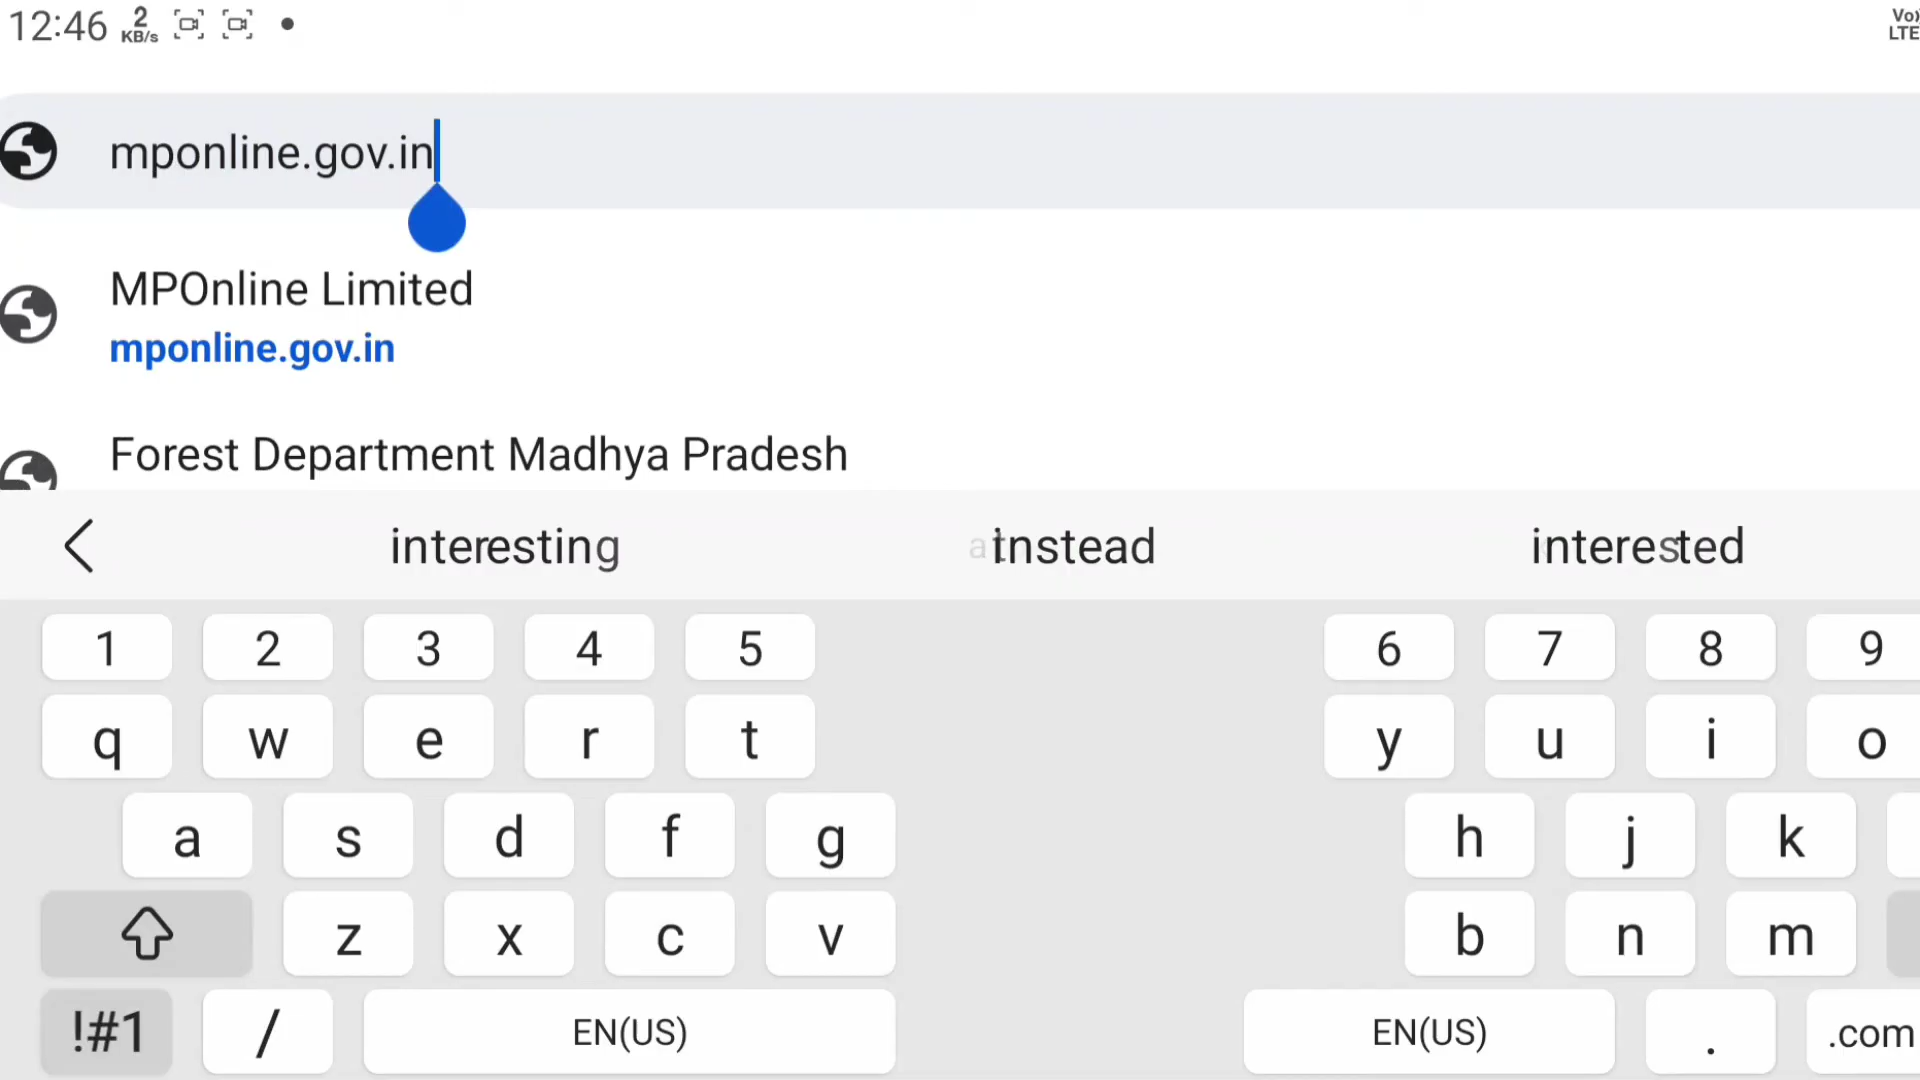 12:46 2 KB/s
Vo)
LTE
mponline.gov.in
MPOnline Limited
mponline.gov.in
Forest Department Madhya Pradesh
interesting instead interested
1 2 3 4 5 6 7 8 9
q w e r t y u i o
a s d f g h j k
z x c v b n m
!#1 / EN(US) EN(US) . .com